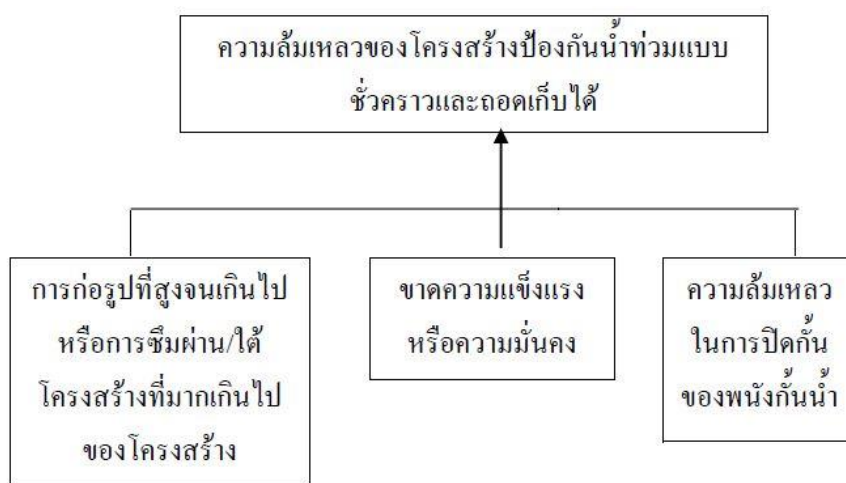 ความล้มเหลวของโครงสร้างป้องกันน้ำท่วมแบบ
ชั่วคราวและถอดเก็บได้
การก่อรูปที่สูงจนเกินไป
หรือการซึมผ่าน/ใต้
โครงสร้างที่มากเกินไป
ของโครงสร้าง
ขาดความแข็งแรง
หรือความมั่นคง
ความล้มเหลว
ในการปิดกั้น
ของพนังกั้นน้ำ